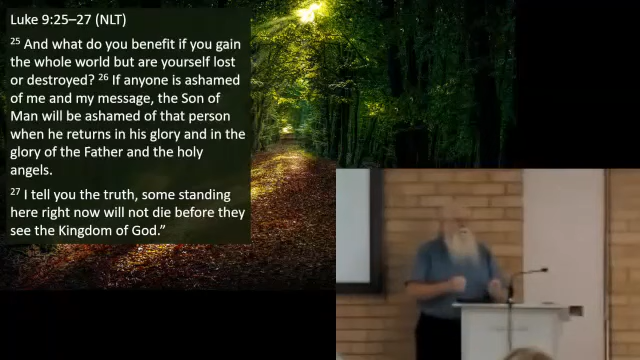 Luke 9:25–27 (NLT)
25 And what do you benefit if you gain
the whole world but are yourself lost
or destroyed? 26 If anyone is ashamed
of me and my message, the Son of
Man will be ashamed of that person
when he returns in his glory and in the
glory of the Father and the holy
angels.
27 I tell you the truth, some standing
here right now will not die before they
see the Kingdom of God.”